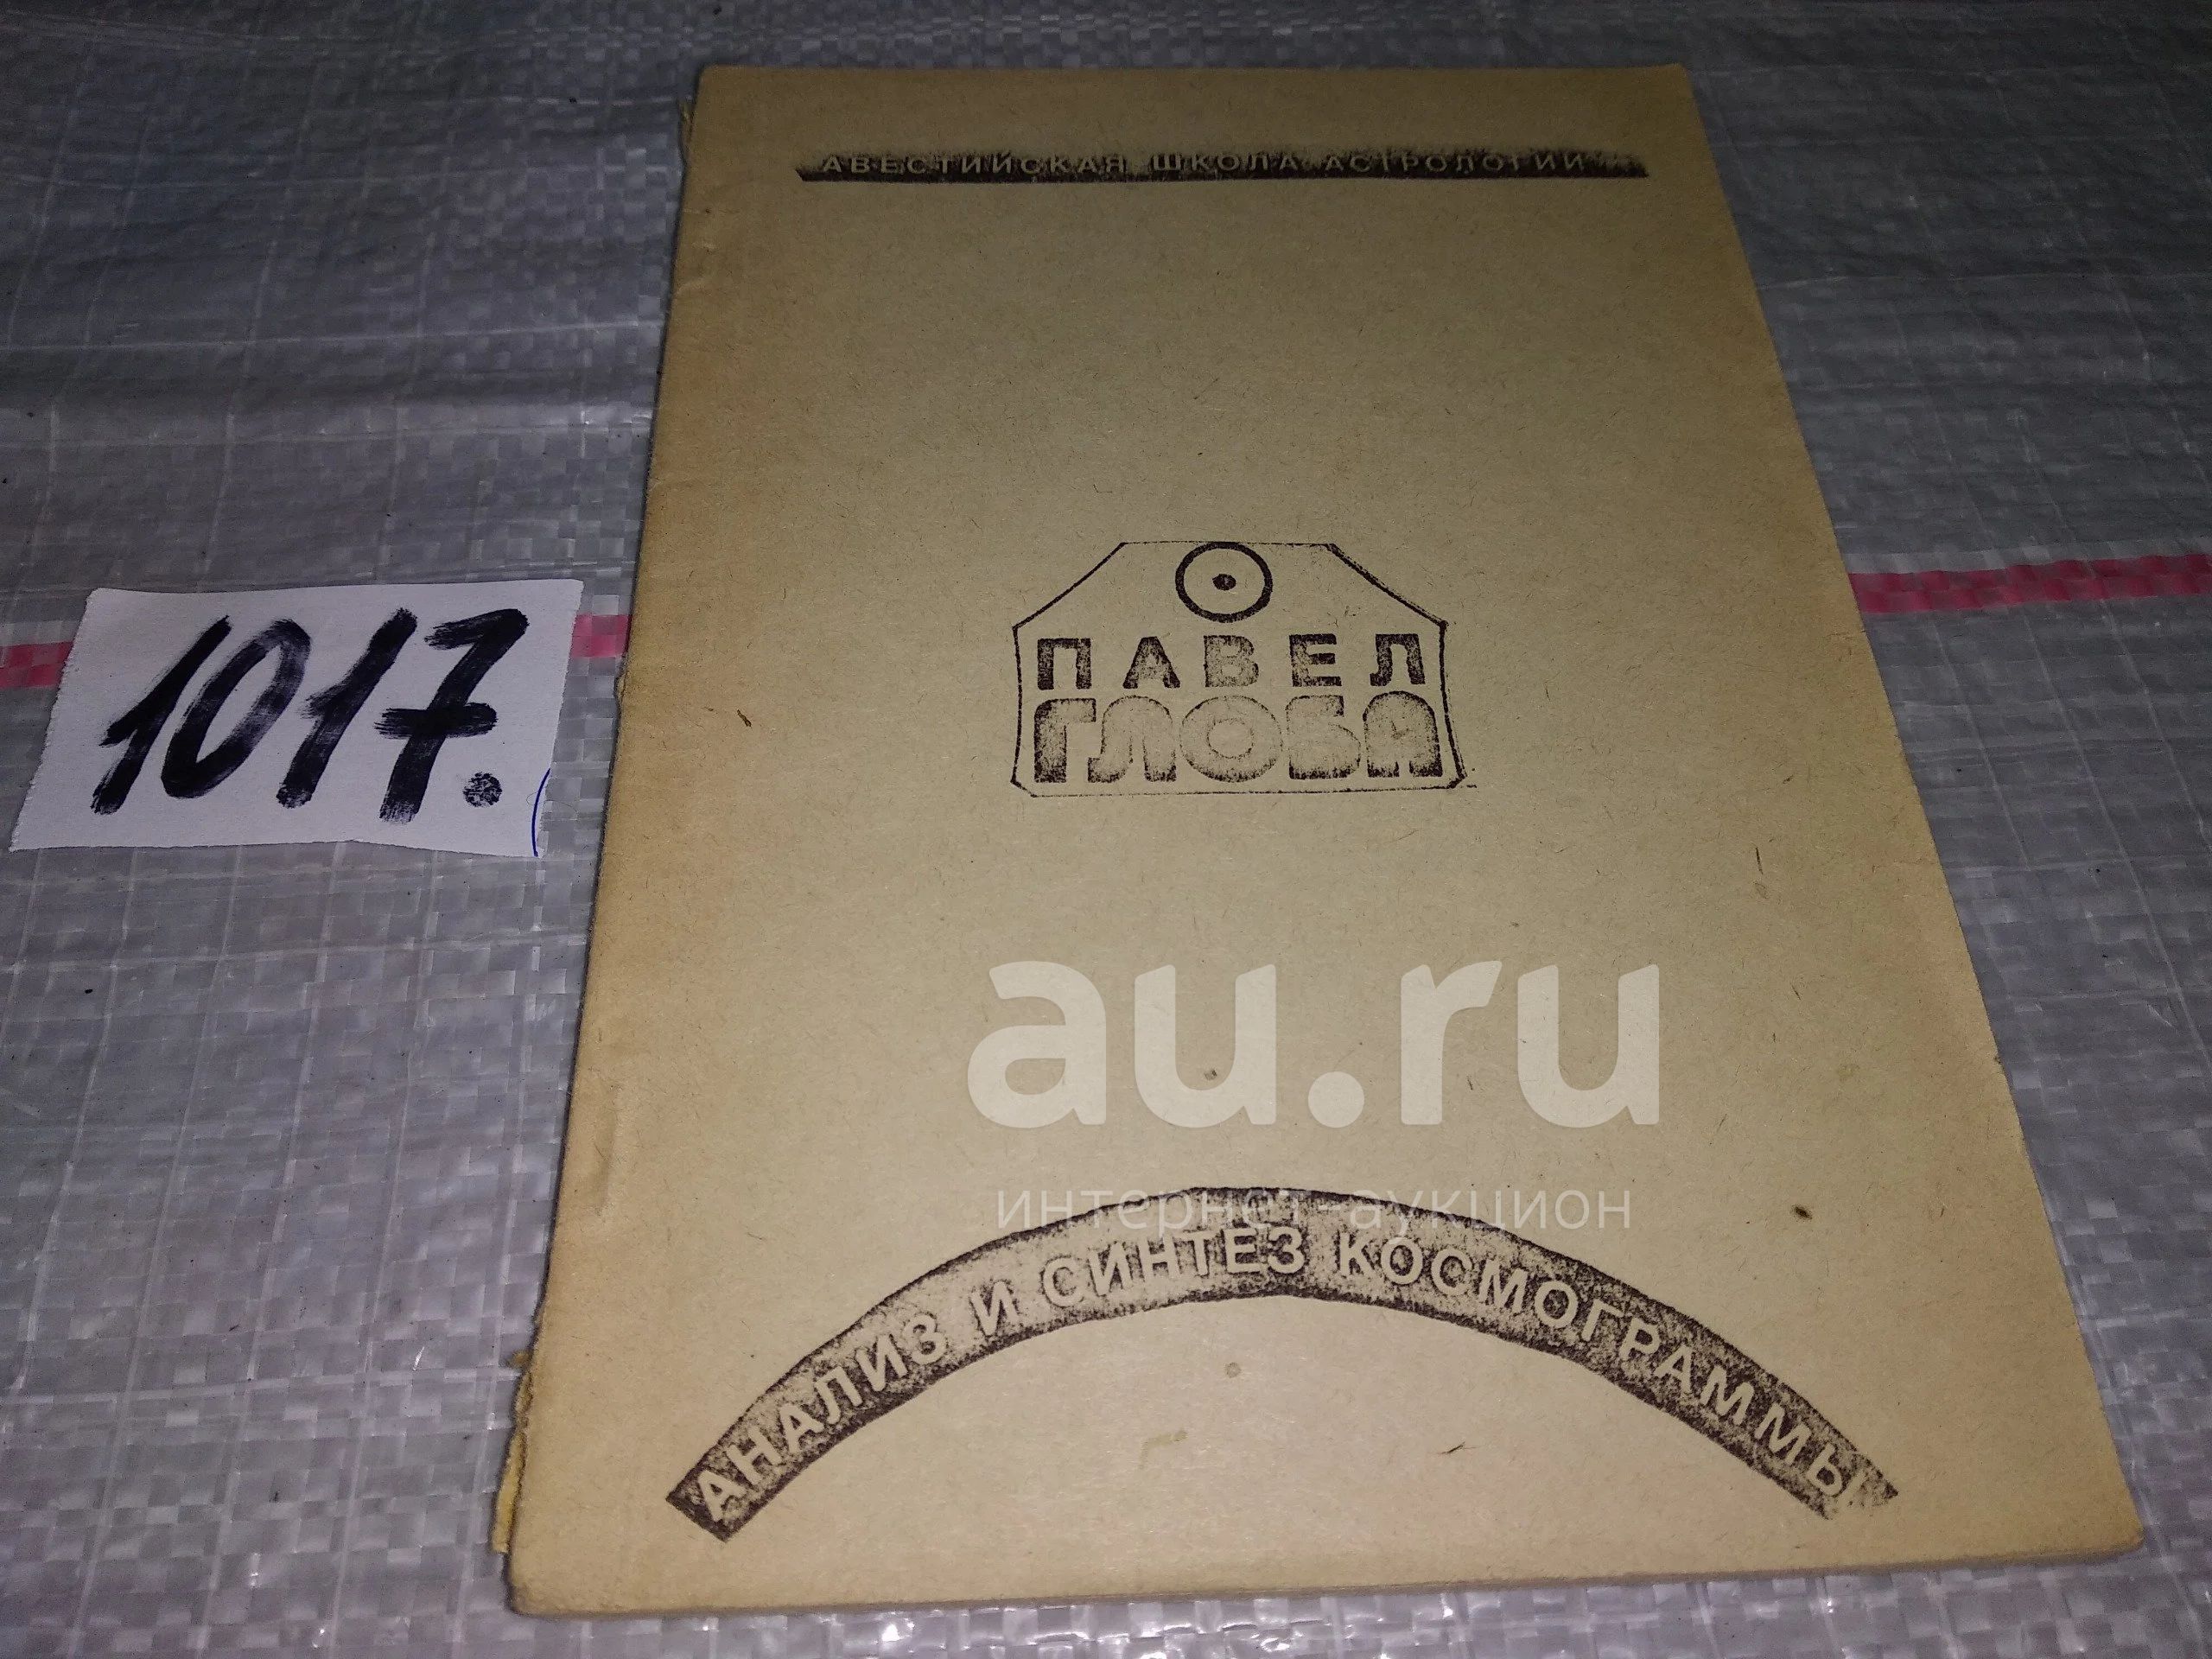 АВЕСТИЙСКАЯ ШКОЛА АСТРОЛОГИИ
ПАВЕЛ
ГЛОБА
1017.
au.ru
интернет-аукцион
АНАЛИЗ И СИНТЕЗ КОСМОГРАММЫ